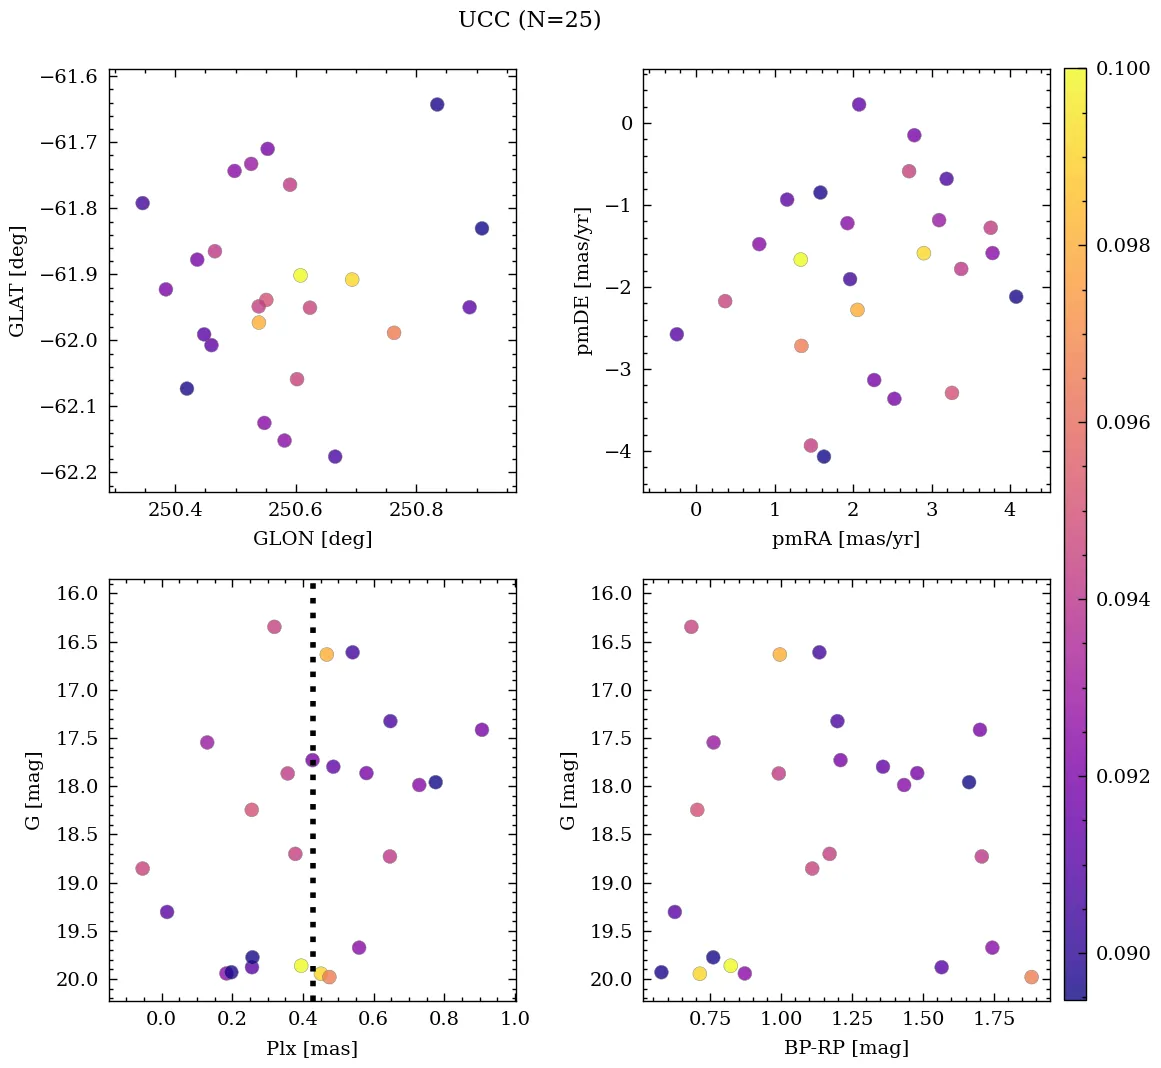 UCC (N=25)
−61.6
−61.7
−61.8
−61.9
−62.0
−62.1
−62.2
GLAT [deg]
250.4 250.6 250.8
GLON [deg]
0
−1
−2
−3
−4
pmDE [mas/yr]
0 1 2 3 4
pmRA [mas/yr]
0.100
0.098
0.096
0.094
0.092
0.090
16.0
16.5
17.0
17.5
18.0
18.5
19.0
19.5
20.0
G [mag]
0.0 0.2 0.4 0.6 0.8 1.0
Plx [mas]
16.0
16.5
17.0
17.5
18.0
18.5
19.0
19.5
20.0
G [mag]
0.75 1.00 1.25 1.50 1.75
BP-RP [mag]